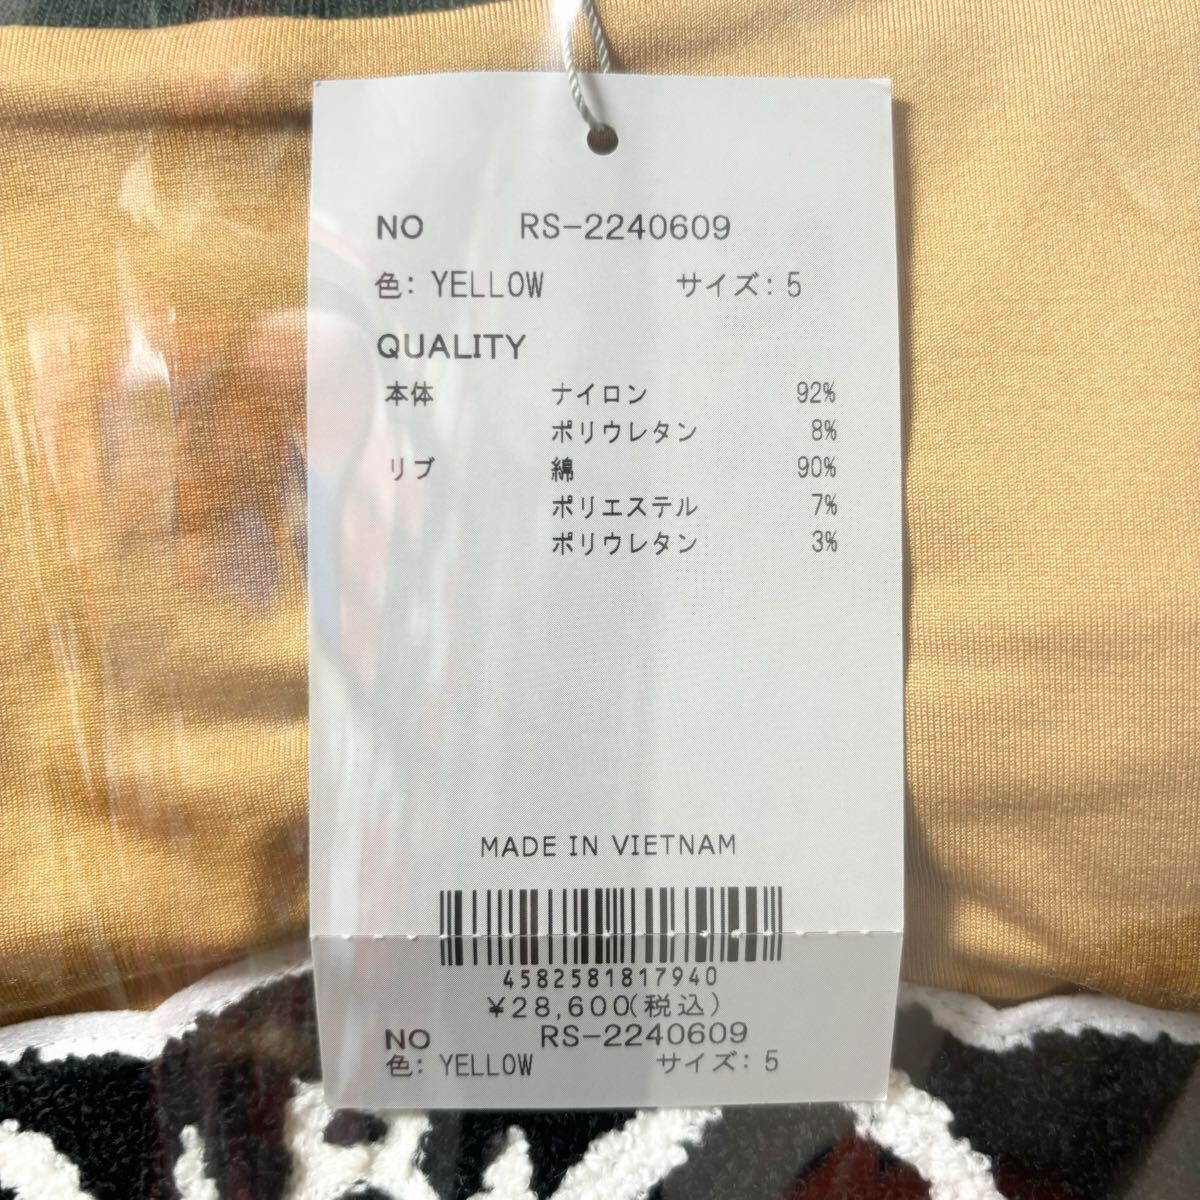 NO RS-2240609
色: YELLOW サイズ: 5
QUALITY
本体 ナイロン 92%
ポリウレタン 8%
リブ 綿 90%
ポリエステル 7%
ポリウレタン 3%
MADE IN VIETNAM
4582581817940
¥28,600(税込)
NO RS-2240609
色: YELLOW サイズ: 5